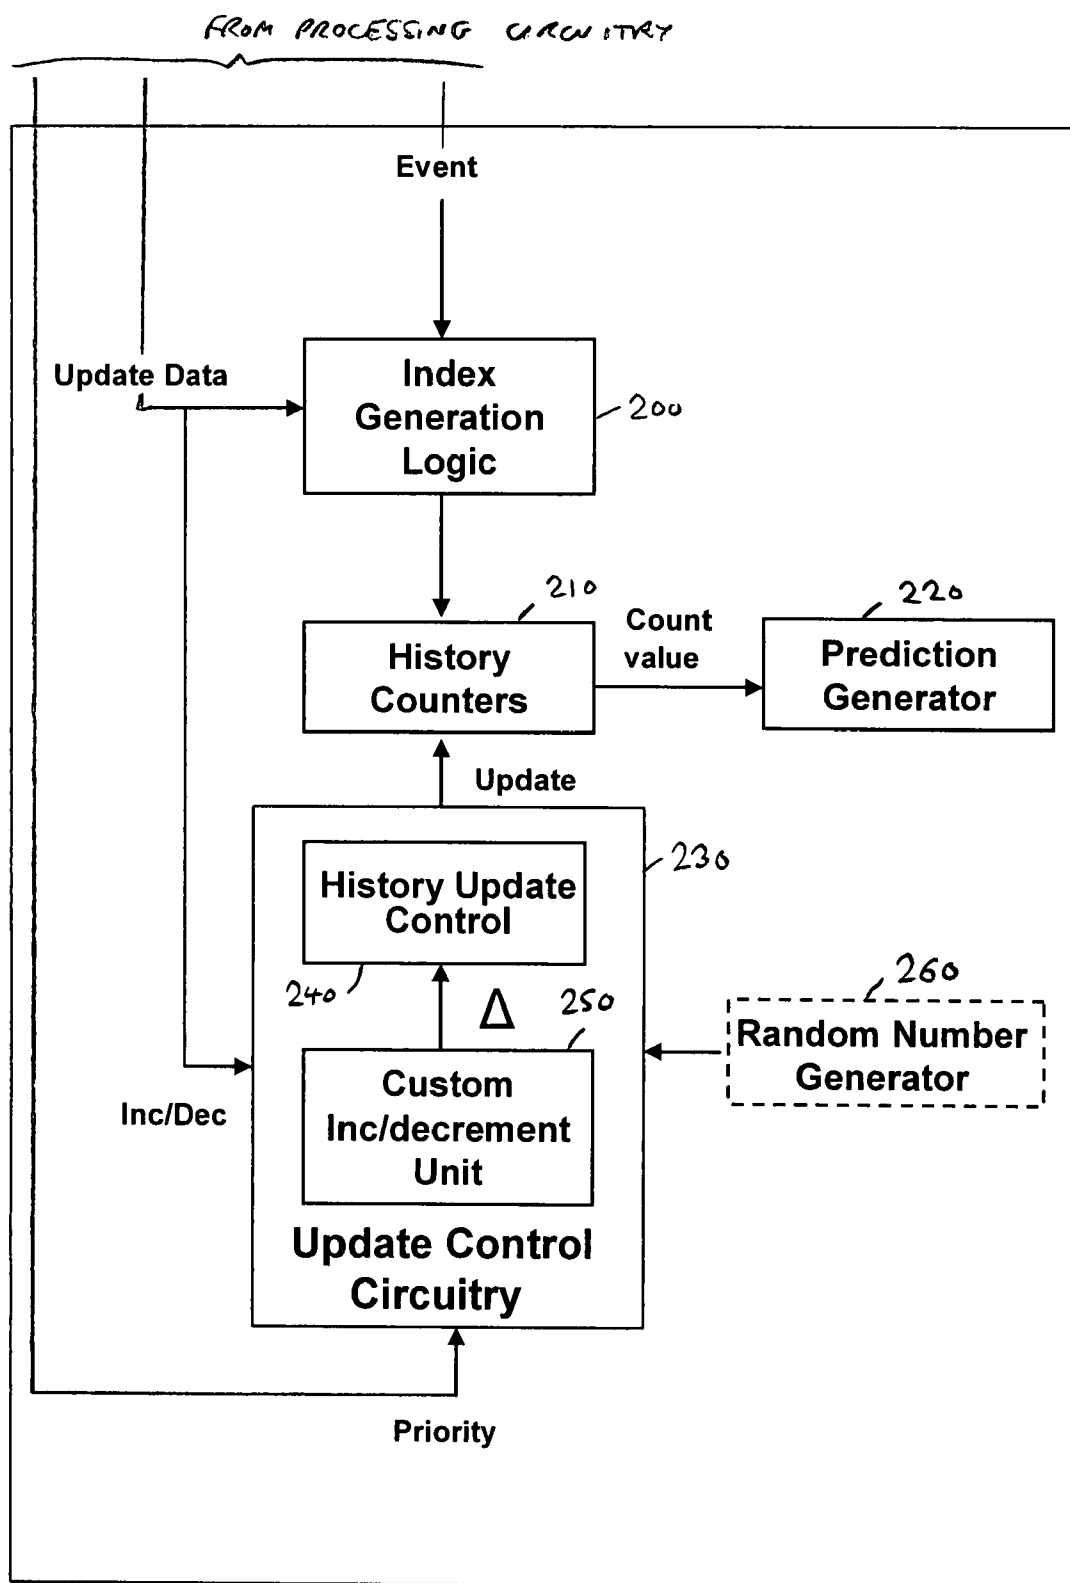 FROM PROCESSING CIRCUITRY
Event
Update Data
Index
Generation
Logic
200
210
History
Counters
Count
value
220
Prediction
Generator
Update
230
History Update
Control
240
Δ
250
260
Random Number
Generator
Custom
Inc/decrement
Unit
Inc/Dec
Update Control
Circuitry
Priority